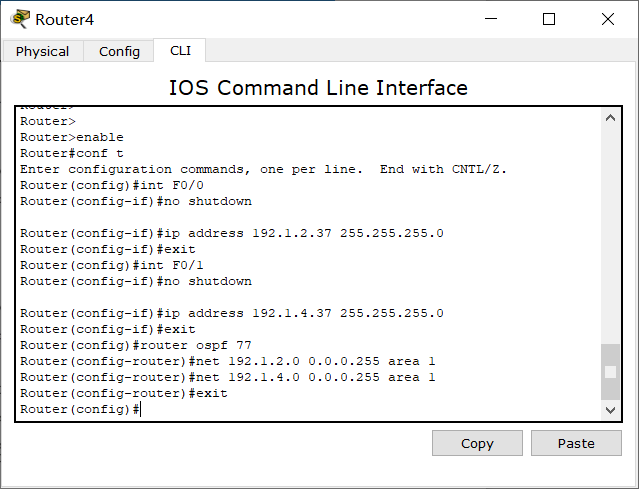 Router4
Physical
Config
CLI
IOS Command Line Interface
Router>
Router>
Router>enable
Router#conf t
Enter configuration commands, one per line.  End with CNTL/Z.
Router(config)#int F0/0
Router(config-if)#no shutdown
Router(config-if)#ip address 192.1.2.37 255.255.255.0
Router(config-if)#exit
Router(config)#int F0/1
Router(config-if)#no shutdown
Router(config-if)#ip address 192.1.4.37 255.255.255.0
Router(config-if)#exit
Router(config)#router ospf 77
Router(config-router)#net 192.1.2.0 0.0.0.255 area 1
Router(config-router)#net 192.1.4.0 0.0.0.255 area 1
Router(config-router)#exit
Router(config)#
Copy
Paste